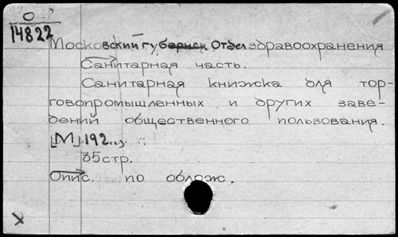 О
14822
Московский губернск Отдел здравоохранения
Санитарная часть.
Санитарная книжка для тор-
говопромышленных и других заве-
дений общественного пользования.
[М] 192...
35стр.
Опис. по облож.
X